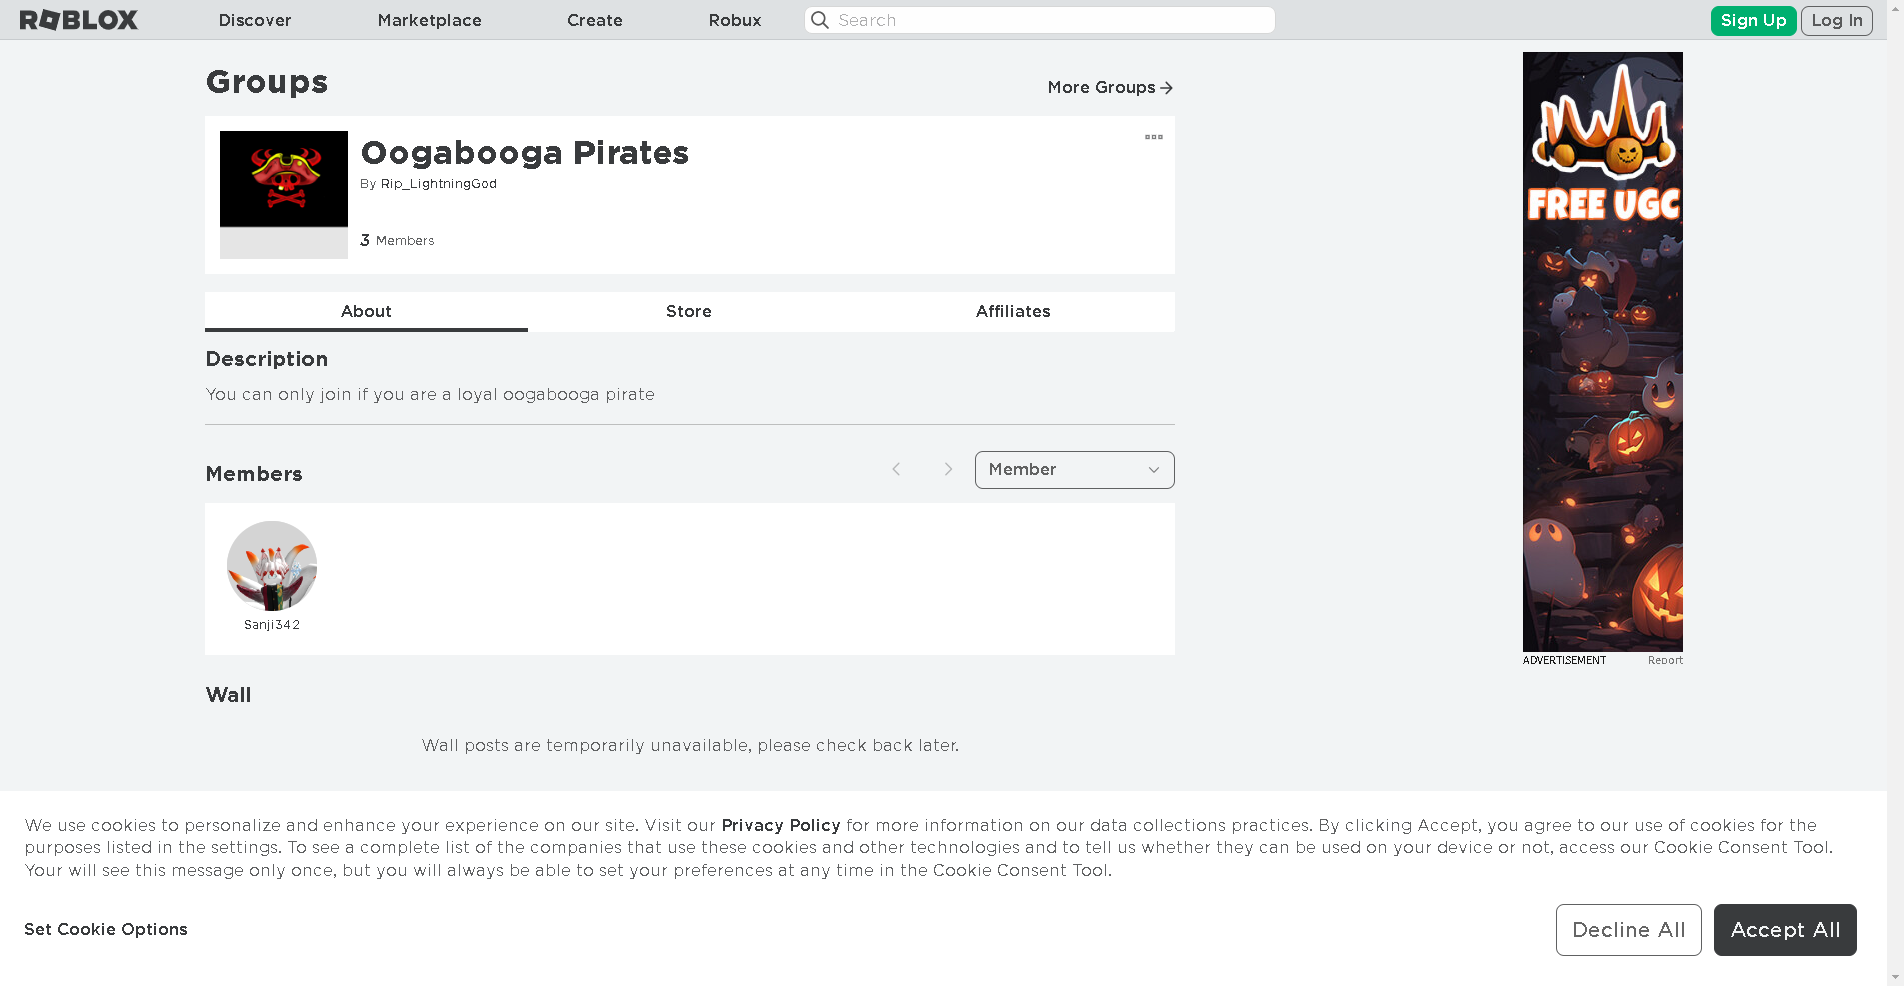 ROBLOX
Discover
Marketplace
Create
Robux
Search
Sign Up
Log In
Groups
More Groups
Oogabooga Pirates
By Rip_LightningGod
3 Members
About
Store
Affiliates
Description
You can only join if you are a loyal oogabooga pirate
Members
Member
Sanji342
Wall
Wall posts are temporarily unavailable, please check back later.
FREE UGC
ADVERTISEMENT
Report
We use cookies to personalize and enhance your experience on our site. Visit our Privacy Policy for more information on our data collections practices. By clicking Accept, you agree to our use of cookies for the
purposes listed in the settings. To see a complete list of the companies that use these cookies and other technologies and to tell us whether they can be used on your device or not, access our Cookie Consent Tool.
Your will see this message only once, but you will always be able to set your preferences at any time in the Cookie Consent Tool.
Set Cookie Options
Decline All
Accept All